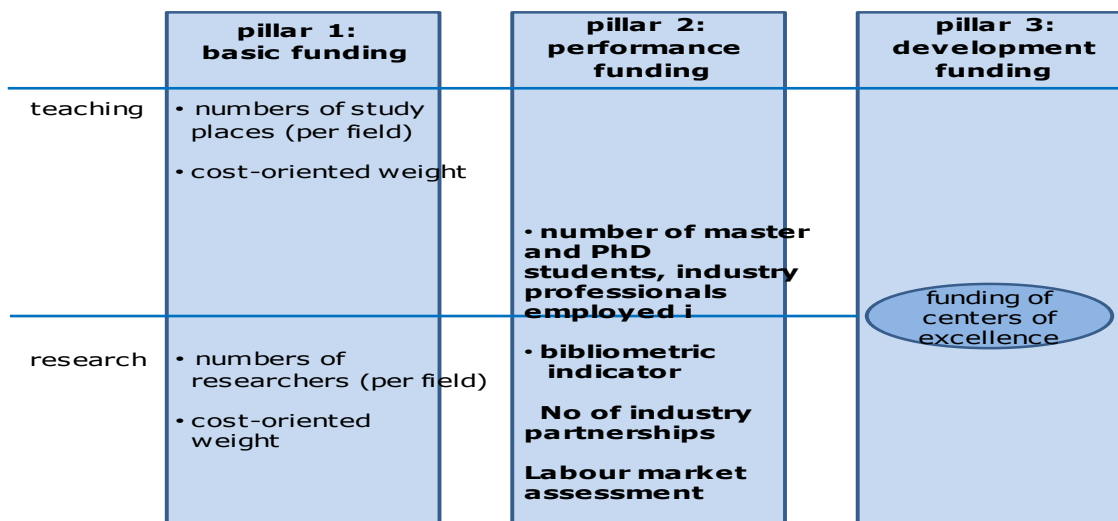 pillar 1:
basic funding
pillar 2:
performance
funding
pillar 3:
development
funding
teaching
• numbers of study
places (per field)
• cost-oriented weight
• number of master
and PhD
students, industry
professionals
employed i
funding of
centers of
excellence
research
• numbers of
researchers (per field)
• cost-oriented
weight
• bibliometric
indicator
No of industry
partnerships
Labour market
assessment